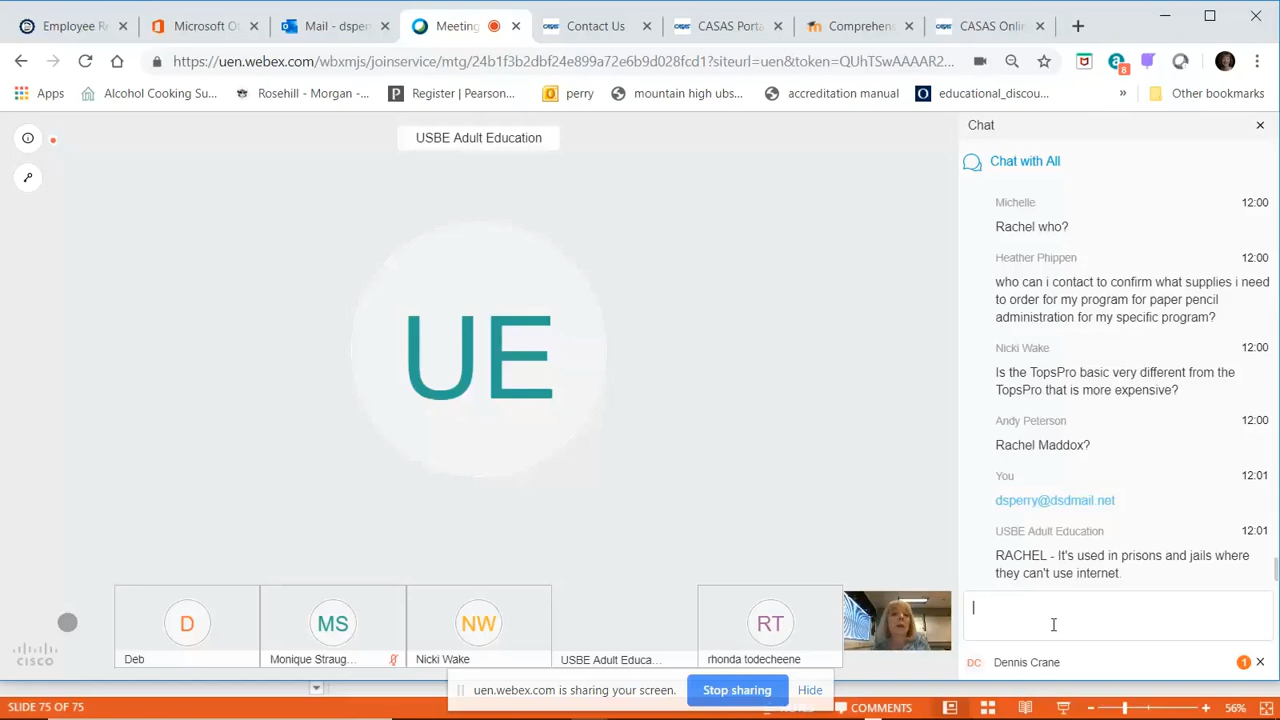 Employee Re
Microsoft Of
Mail - dsper
Meeting
Contact Us
CASAS Porta
Comprehens
CASAS Onlin
https://uen.webex.com/wbxmjs/joinservice/mtg/24b1f3b2dbf24e899a72e6b9d028fcd1?siteurl=uen&token=QUhTSwAAAAR2...
8
Apps
Alcohol Cooking Su...
Rosehill - Morgan - ...
Register | Pearson...
perry
mountain high ubs...
accreditation manual
educational_discou...
»
Other bookmarks
USBE Adult Education
UE
Chat
Chat with All
Michelle 12:00
Rachel who?
Heather Phippen 12:00
who can i contact to confirm what supplies i need
to order for my program for paper pencil
administration for my specific program?
Nicki Wake 12:00
Is the TopsPro basic very different from the
TopsPro that is more expensive?
Andy Peterson 12:00
Rachel Maddox?
You 12:01
dsperry@dsdmail.net
USBE Adult Education 12:01
RACHEL - It's used in prisons and jails where
they can't use internet.
DC Dennis Crane 1
D
Deb
MS
Monique Straug...
NW
Nicki Wake
USBE Adult Educa...
RT
rhonda todecheene
CISCO
uen.webex.com is sharing your screen.
Stop sharing
Hide
SLIDE 75 OF 75
COMMENTS
56%